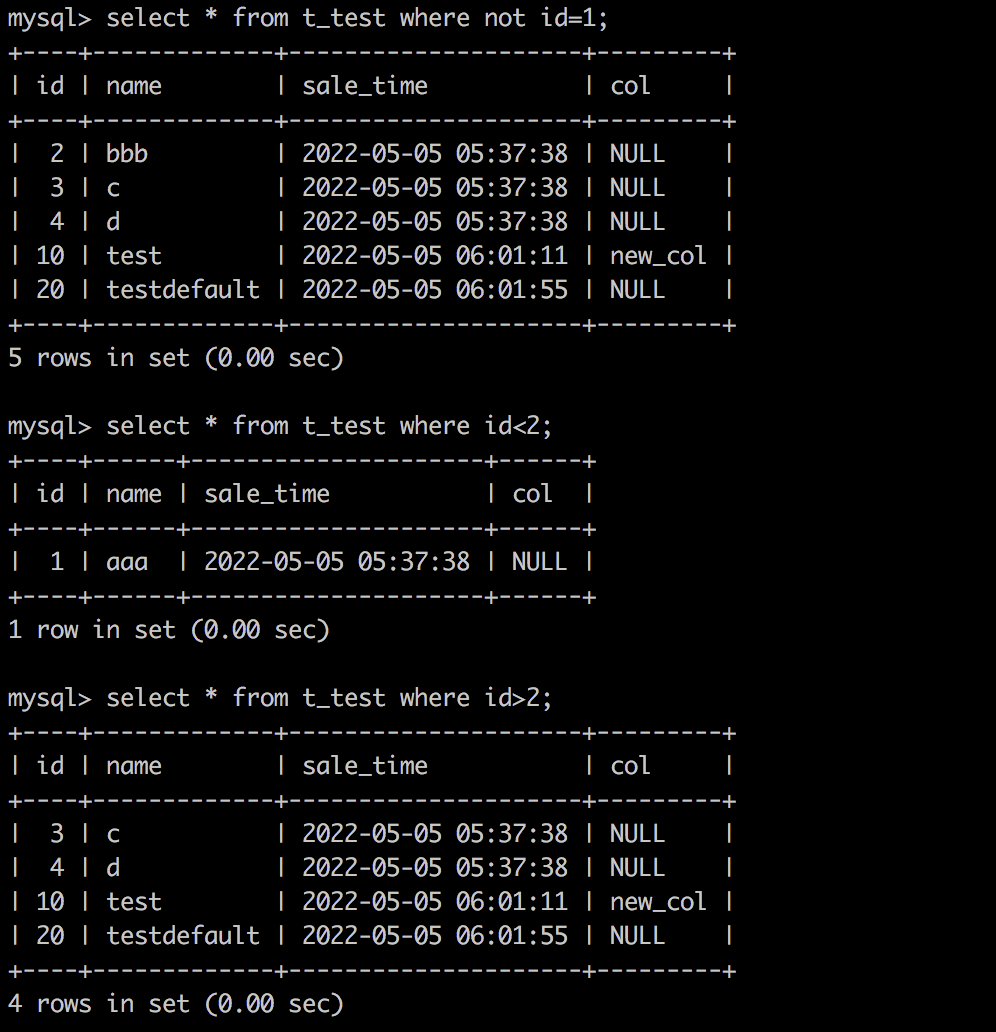 mysql> select * from t_test where not id=1;
+----+-------------+---------------------+---------+
| id | name        | sale_time           | col     |
+----+-------------+---------------------+---------+
|  2 | bbb         | 2022-05-05 05:37:38 | NULL    |
|  3 | c           | 2022-05-05 05:37:38 | NULL    |
|  4 | d           | 2022-05-05 05:37:38 | NULL    |
| 10 | test        | 2022-05-05 06:01:11 | new_col |
| 20 | testdefault | 2022-05-05 06:01:55 | NULL    |
+----+-------------+---------------------+---------+
5 rows in set (0.00 sec)

mysql> select * from t_test where id<2;
+----+------+---------------------+------+
| id | name | sale_time           | col  |
+----+------+---------------------+------+
|  1 | aaa  | 2022-05-05 05:37:38 | NULL |
+----+------+---------------------+------+
1 row in set (0.00 sec)

mysql> select * from t_test where id>2;
+----+-------------+---------------------+---------+
| id | name        | sale_time           | col     |
+----+-------------+---------------------+---------+
|  3 | c           | 2022-05-05 05:37:38 | NULL    |
|  4 | d           | 2022-05-05 05:37:38 | NULL    |
| 10 | test        | 2022-05-05 06:01:11 | new_col |
| 20 | testdefault | 2022-05-05 06:01:55 | NULL    |
+----+-------------+---------------------+---------+
4 rows in set (0.00 sec)